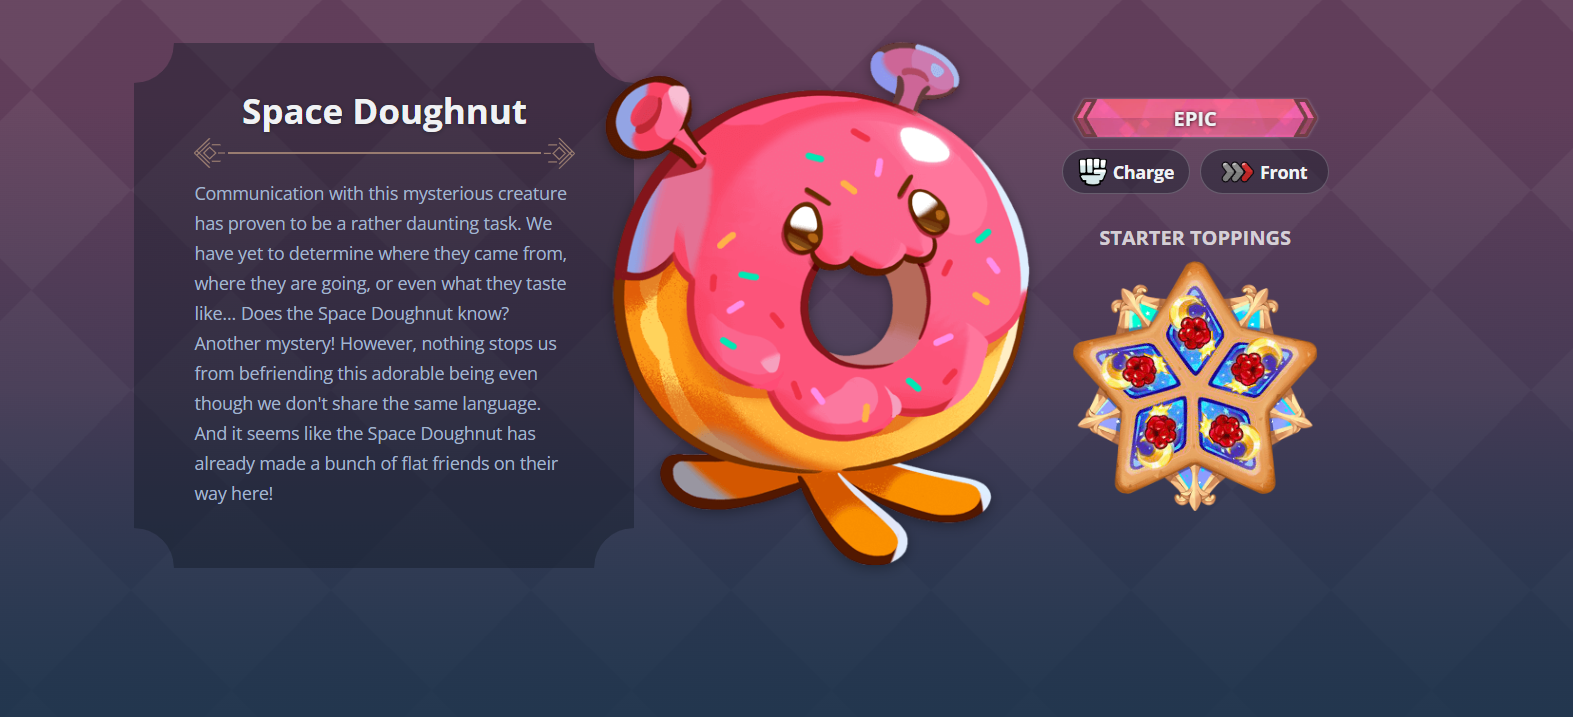 Space Doughnut
Communication with this mysterious creature
has proven to be a rather daunting task. We
have yet to determine where they came from,
where they are going, or even what they taste
like... Does the Space Doughnut know?
Another mystery! However, nothing stops us
from befriending this adorable being even
though we don't share the same language.
And it seems like the Space Doughnut has
already made a bunch of flat friends on their
way here!
EPIC
Charge
Front
STARTER TOPPINGS